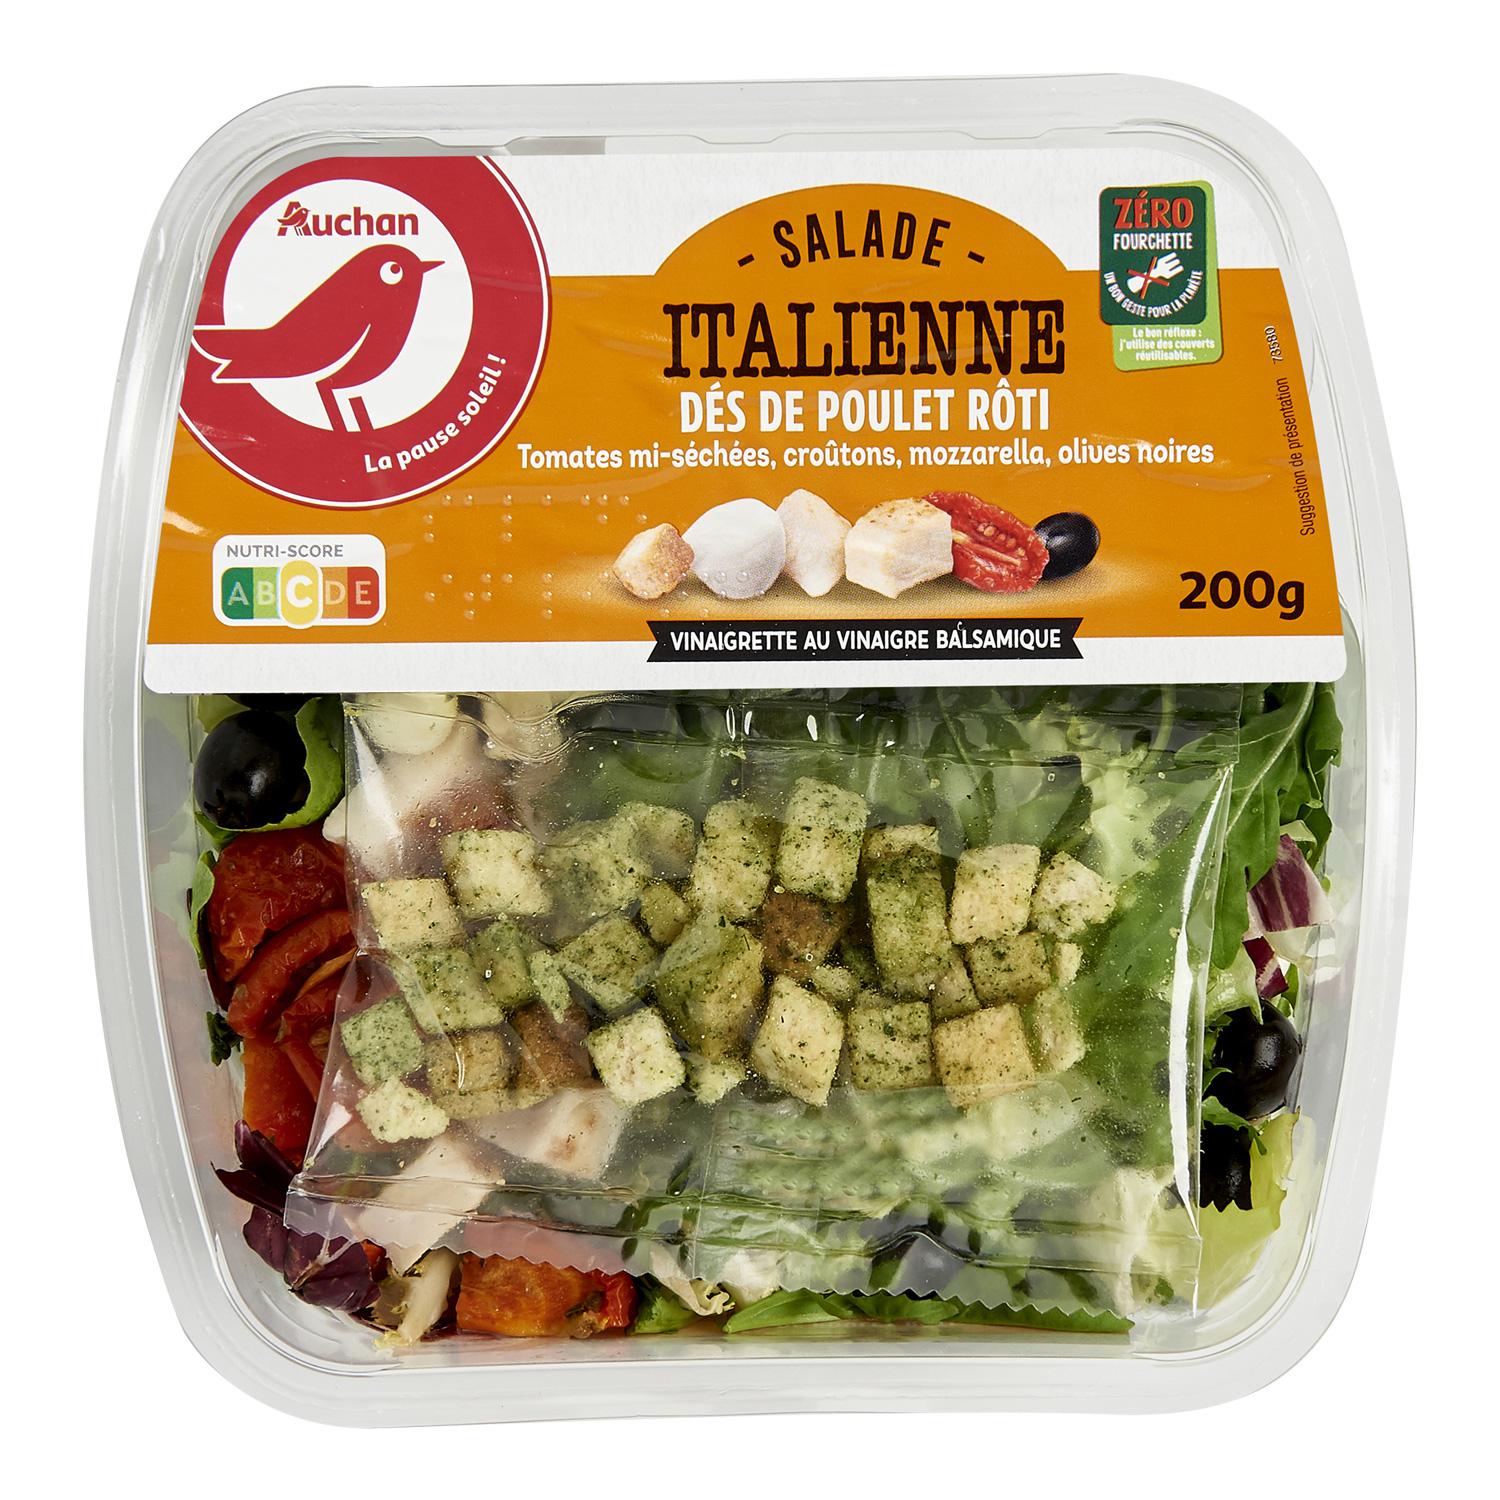 Auchan
La pause soleil !
- SALADE -
ITALIENNE
DÉS DE POULET RÔTI
Tomates mi-séchées, croûtons, mozzarella, olives noires
ZÉRO
FOURCHETTE
UN BON GESTE POUR LA PLANÈTE
Le bon réflexe :
j'utilise des couverts
réutilisables.
Suggestion de présentation 78580
NUTRI-SCORE
A B C D E
200g
VINAIGRETTE AU VINAIGRE BALSAMIQUE